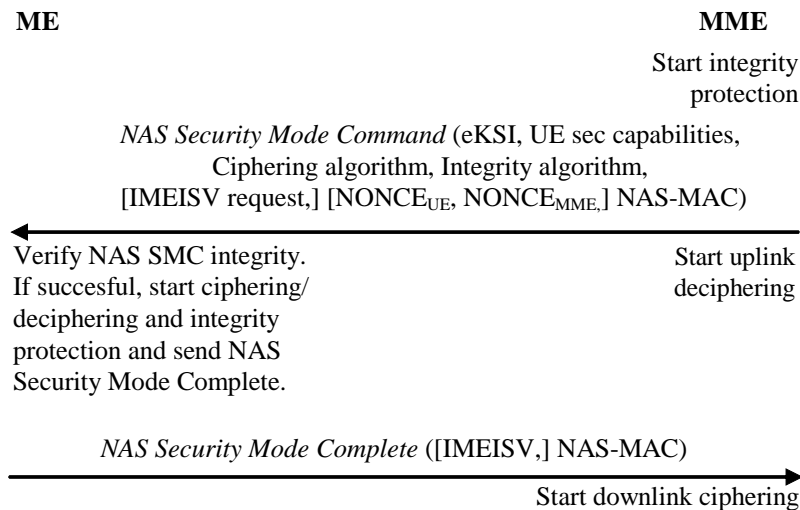 ME
MME
Start integrity
protection
NAS Security Mode Command (eKSI, UE sec capabilities,
Ciphering algorithm, Integrity algorithm,
[IMEISV request,] [NONCEUE, NONCEMME,] NAS-MAC)
Verify NAS SMC integrity.
If succesful, start ciphering/
deciphering and integrity
protection and send NAS
Security Mode Complete.
Start uplink
deciphering
NAS Security Mode Complete ([IMEISV,] NAS-MAC)
Start downlink ciphering